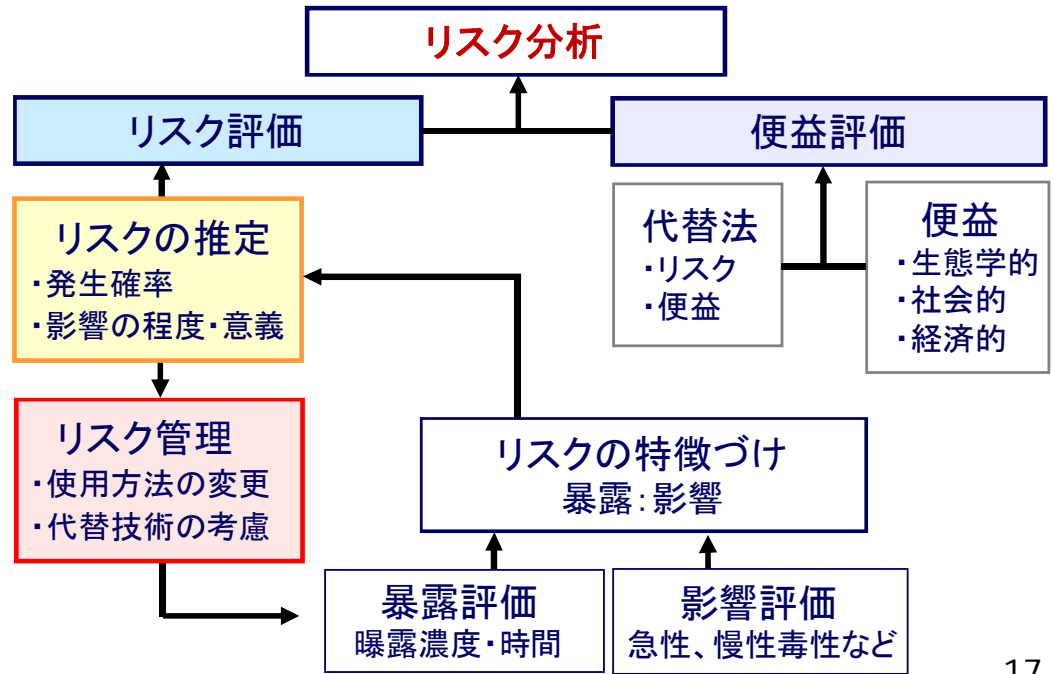 リスク分析
リスク評価
便益評価
リスクの推定
・発生確率
・影響の程度・意義
代替法
・リスク
・便益
便益
・生態学的
・社会的
・経済的
リスク管理
・使用方法の変更
・代替技術の考慮
リスクの特徴づけ
暴露:影響
暴露評価
曝露濃度・時間
影響評価
急性、慢性毒性など
17